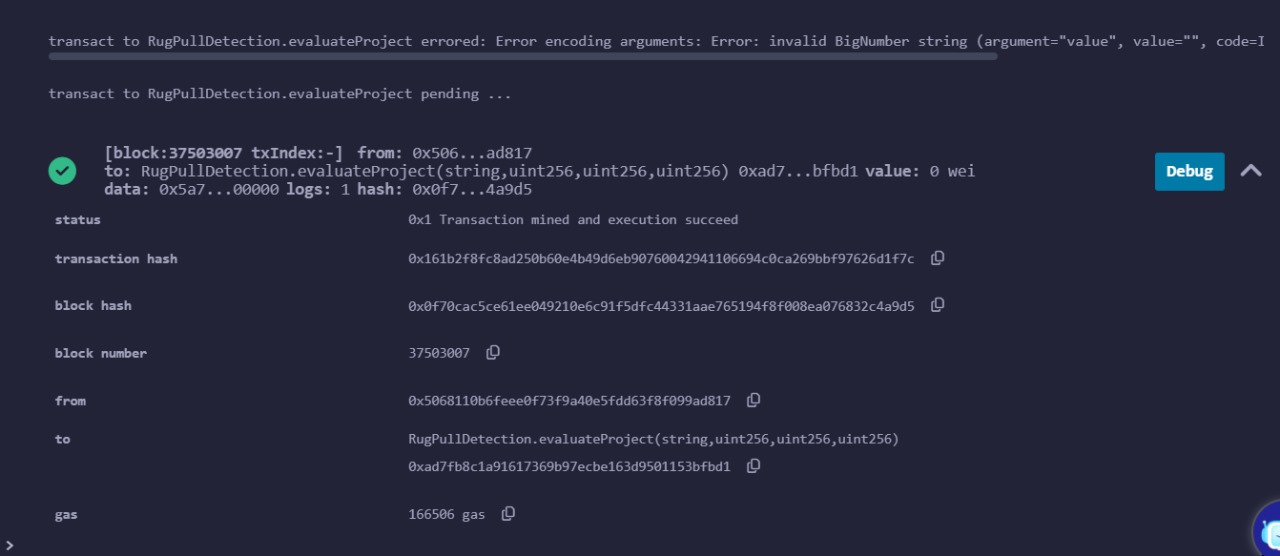 transact to RugPullDetection.evaluateProject errored: Error encoding arguments: Error: invalid BigNumber string (argument="value", value="", code=I
transact to RugPullDetection.evaluateProject pending ...
[block:37503007 txIndex:-] from: 0x506...ad817
to: RugPullDetection.evaluateProject(string,uint256,uint256,uint256) 0xad7...bfbd1 value: 0 wei
data: 0x5a7...00000 logs: 1 hash: 0x0f7...4a9d5
Debug
status 0x1 Transaction mined and execution succeed
transaction hash 0x161b2f8fc8ad250b60e4b49d6eb90760042941106694c0ca269bbf97626d1f7c
block hash 0x0f70cac5ce61ee049210e6c91f5dfc44331aae765194f8f008ea076832c4a9d5
block number 37503007
from 0x5068110b6feee0f73f9a40e5fdd63f8f099ad817
to RugPullDetection.evaluateProject(string,uint256,uint256,uint256)
0xad7fb8c1a91617369b97ecbe163d9501153bfbd1
gas 166506 gas
>